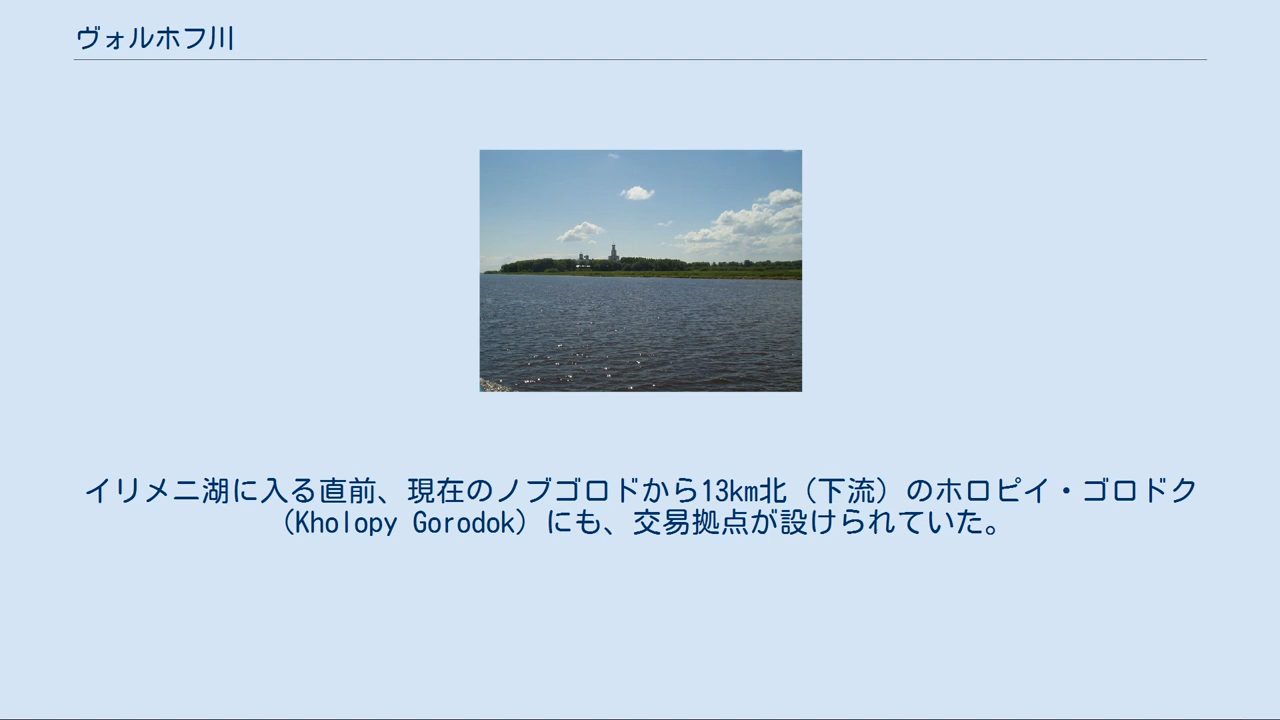 ヴォルホフ川
イリメニ湖に入る直前、現在のノブゴロドから13km北（下流）のホロピイ・ゴロドク
（Kholopy Gorodok）にも、交易拠点が設けられていた。